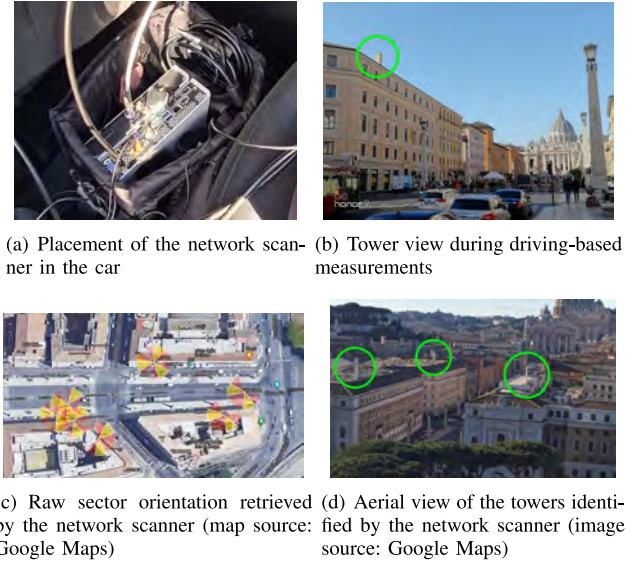 honor
(a) Placement of the network scan-
ner in the car
(b) Tower view during driving-based
measurements
c) Raw sector orientation retrieved
by the network scanner (map source:
Google Maps)
(d) Aerial view of the towers identi-
fied by the network scanner (image
source: Google Maps)